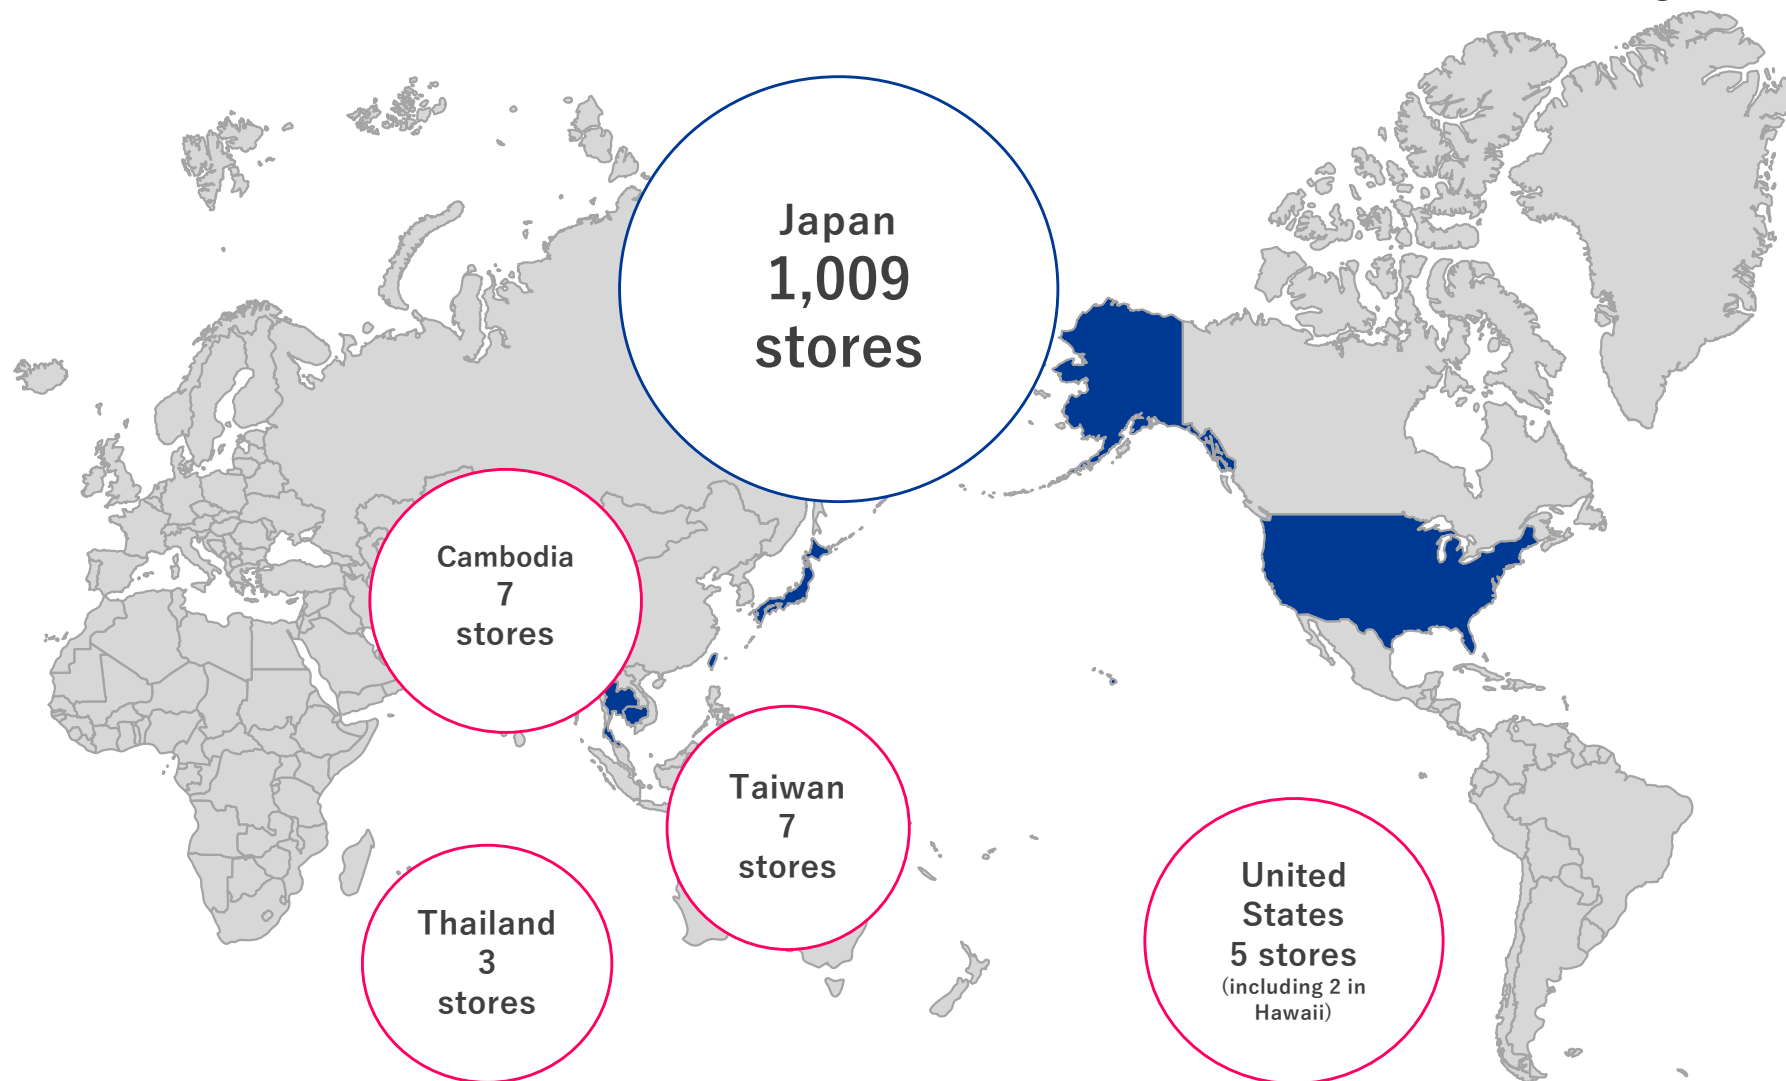 Japan
1,009
stores
Cambodia
7
stores
Taiwan
7
stores
Thailand
3
stores
United
States
5 stores
(including 2 in
Hawaii)